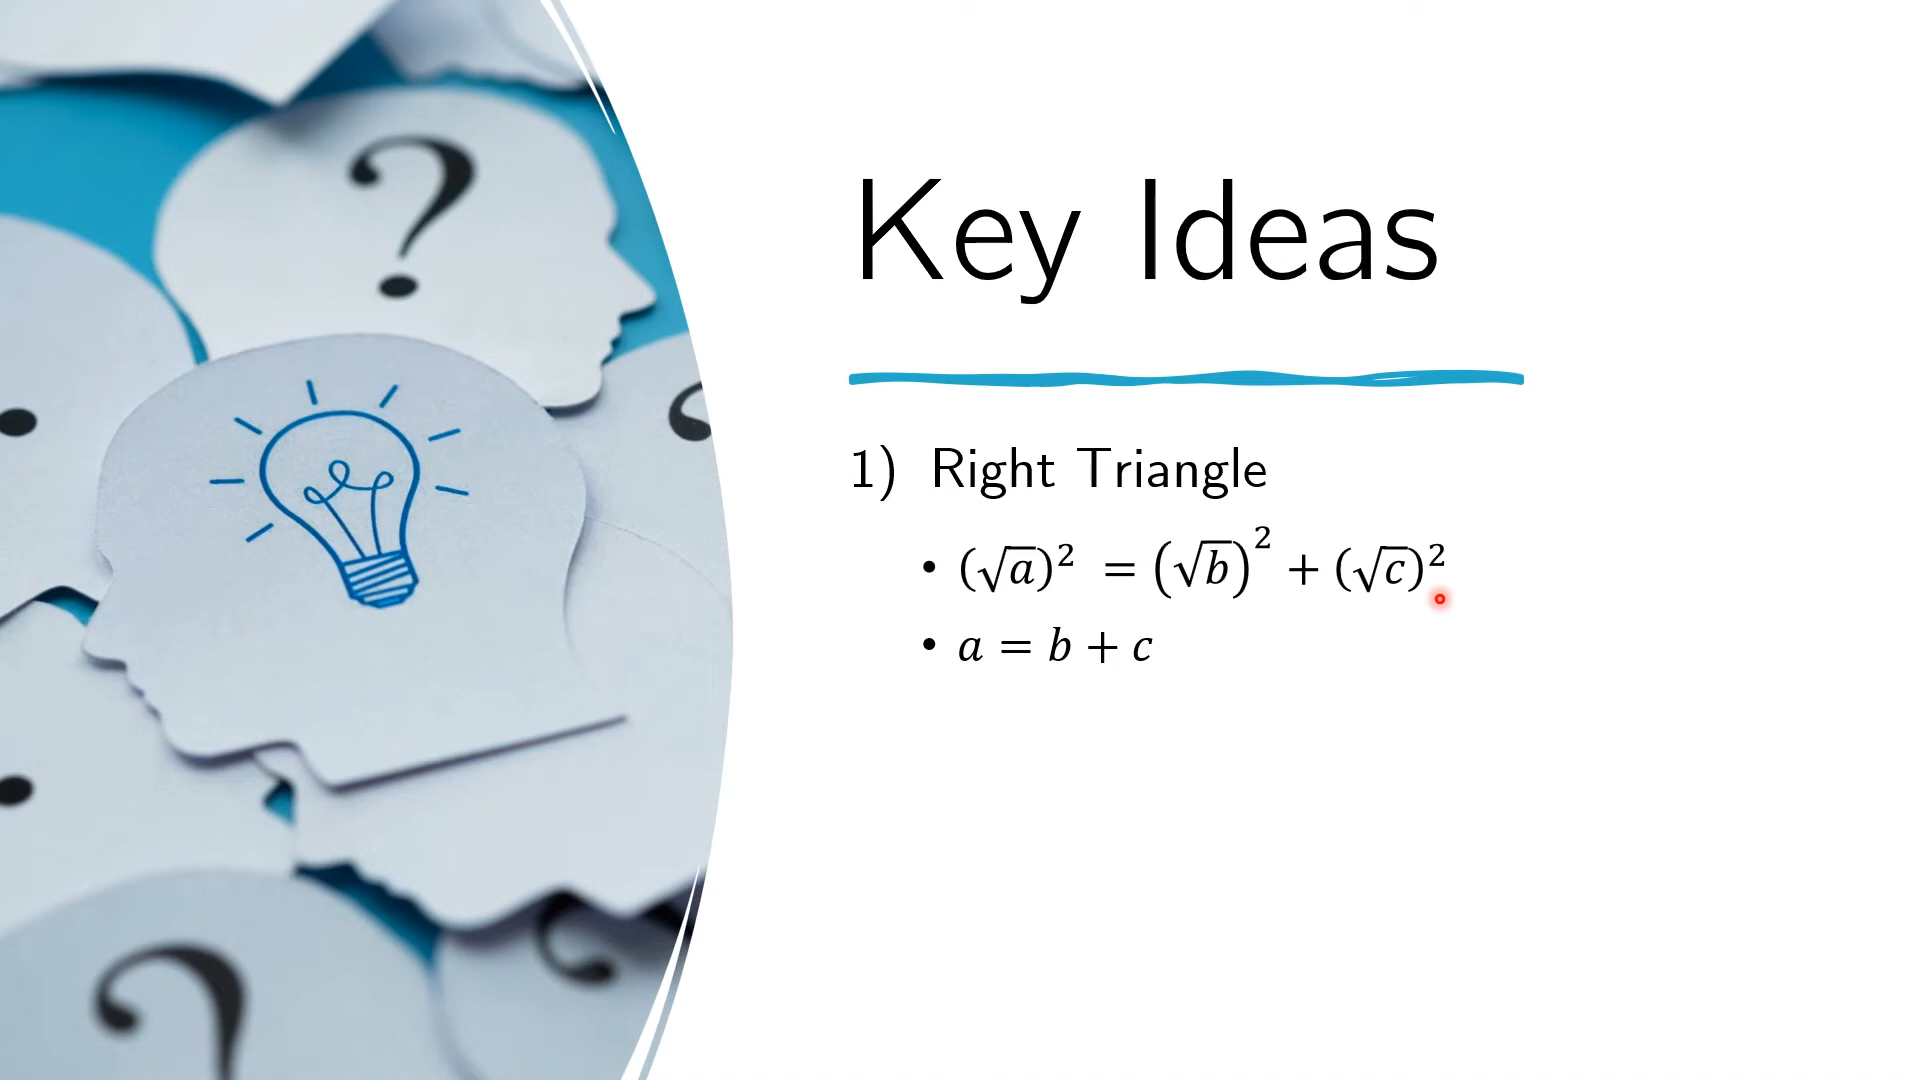 ?
Key Ideas
1) Right Triangle
• (√a)² = (√b)² + (√c)²
• a = b + c
?